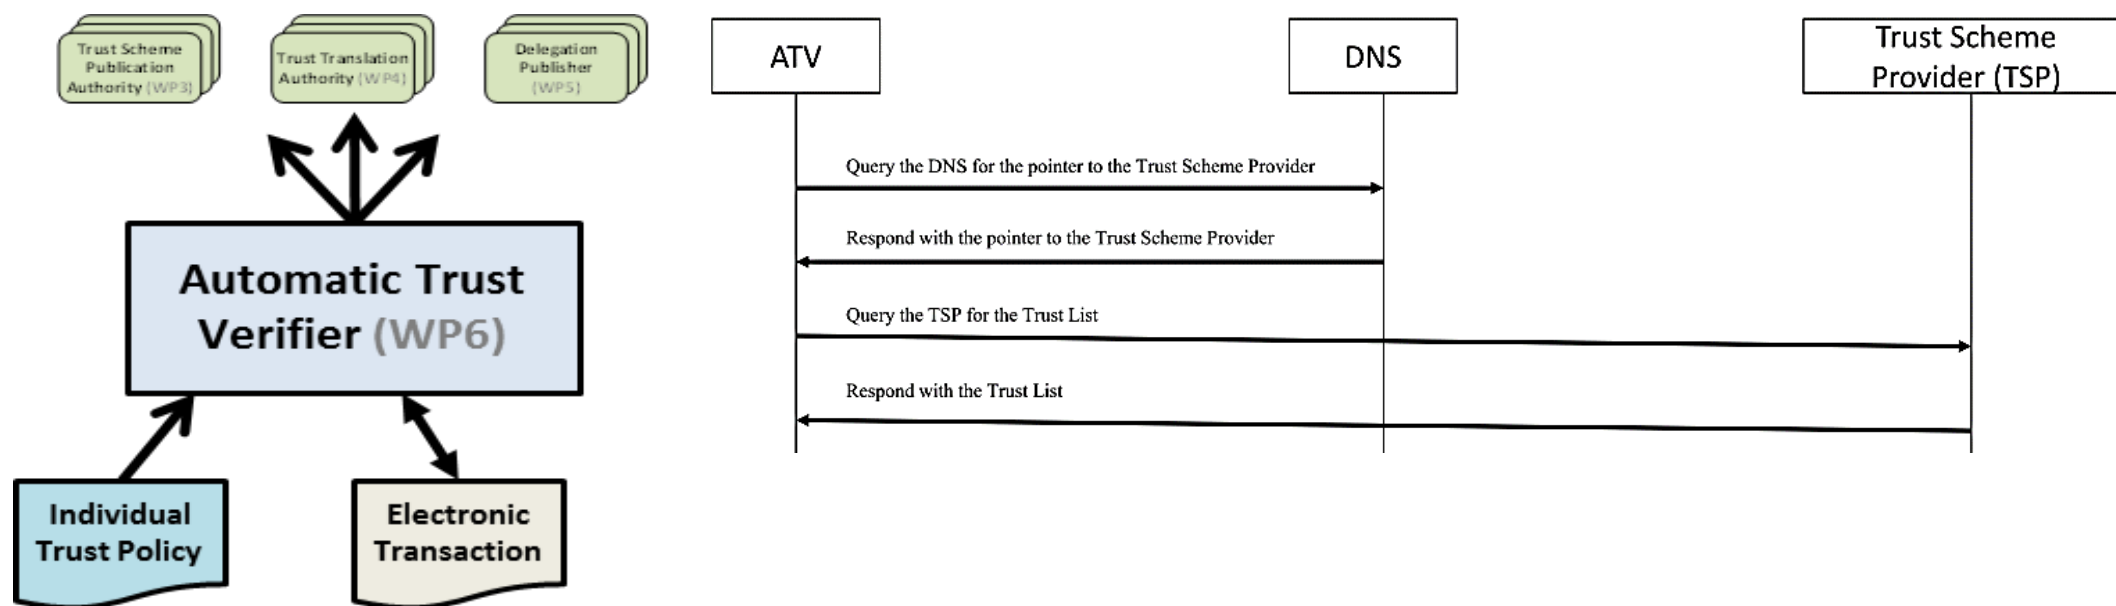 Trust Scheme
Publication
Authority (WP3)
Trust Translation
Authority (WP4)
Delegation
Publisher
(WP5)
Automatic Trust
Verifier (WP6)
Individual
Trust Policy
Electronic
Transaction
ATV
DNS
Trust Scheme
Provider (TSP)
Query the DNS for the pointer to the Trust Scheme Provider
Respond with the pointer to the Trust Scheme Provider
Query the TSP for the Trust List
Respond with the Trust List